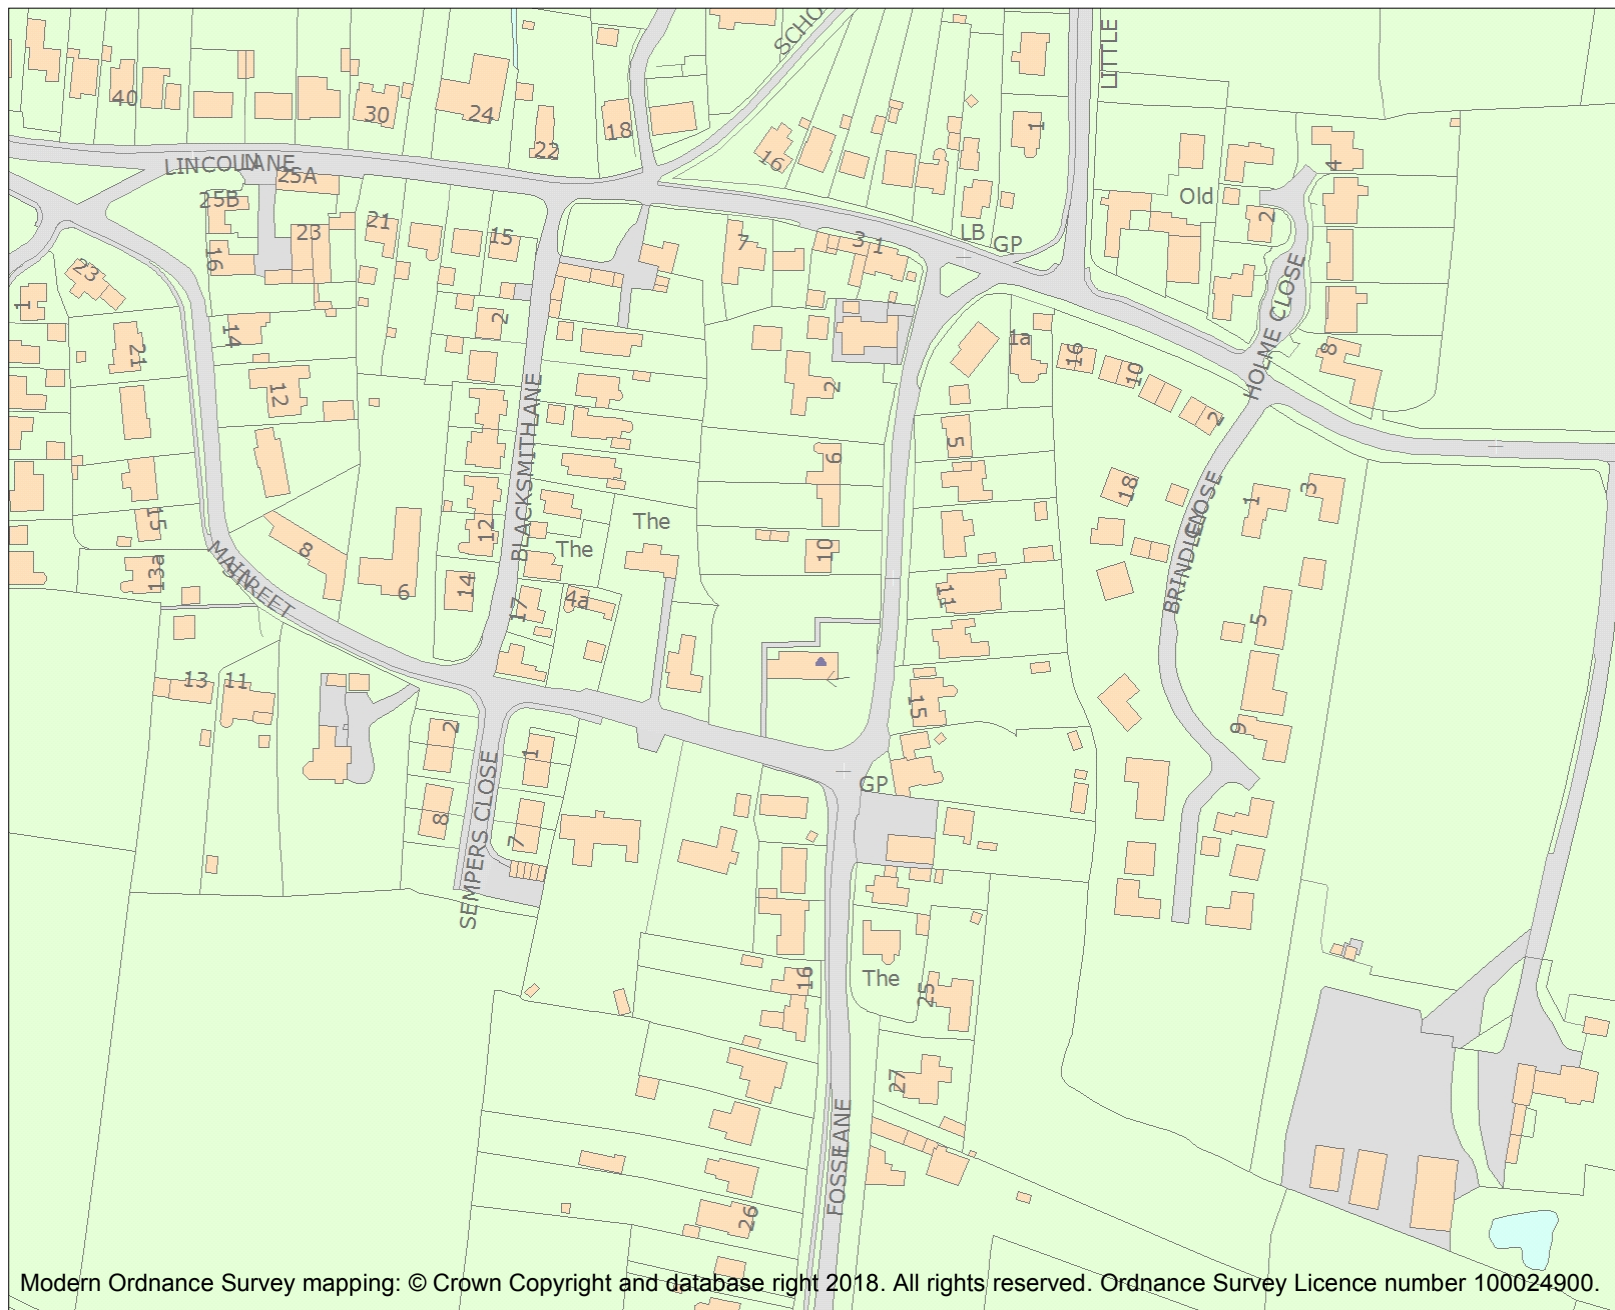 SCHO
LITTLE
40
30
24
18
22
16
1
4
LINCOLN LANE
25A
25B
Old
2
21
15
23
16
7
3
1
LB
GP
23
1
HOLME CLOSE
14
2
21
1a
16
10
2
8
12
2
BLACKSMITH LANE
5
6
18
1
3
The
15
12
The
10
BRINDLEY CLOSE
MAIN STREET
8
13a
6
14
17
4a
11
5
13
11
15
2
1
9
SEMPERS CLOSE
GP
8
7
The
16
25
27
FOSSE LANE
26
Modern Ordnance Survey mapping: © Crown Copyright and database right 2018. All rights reserved. Ordnance Survey Licence number 100024900.